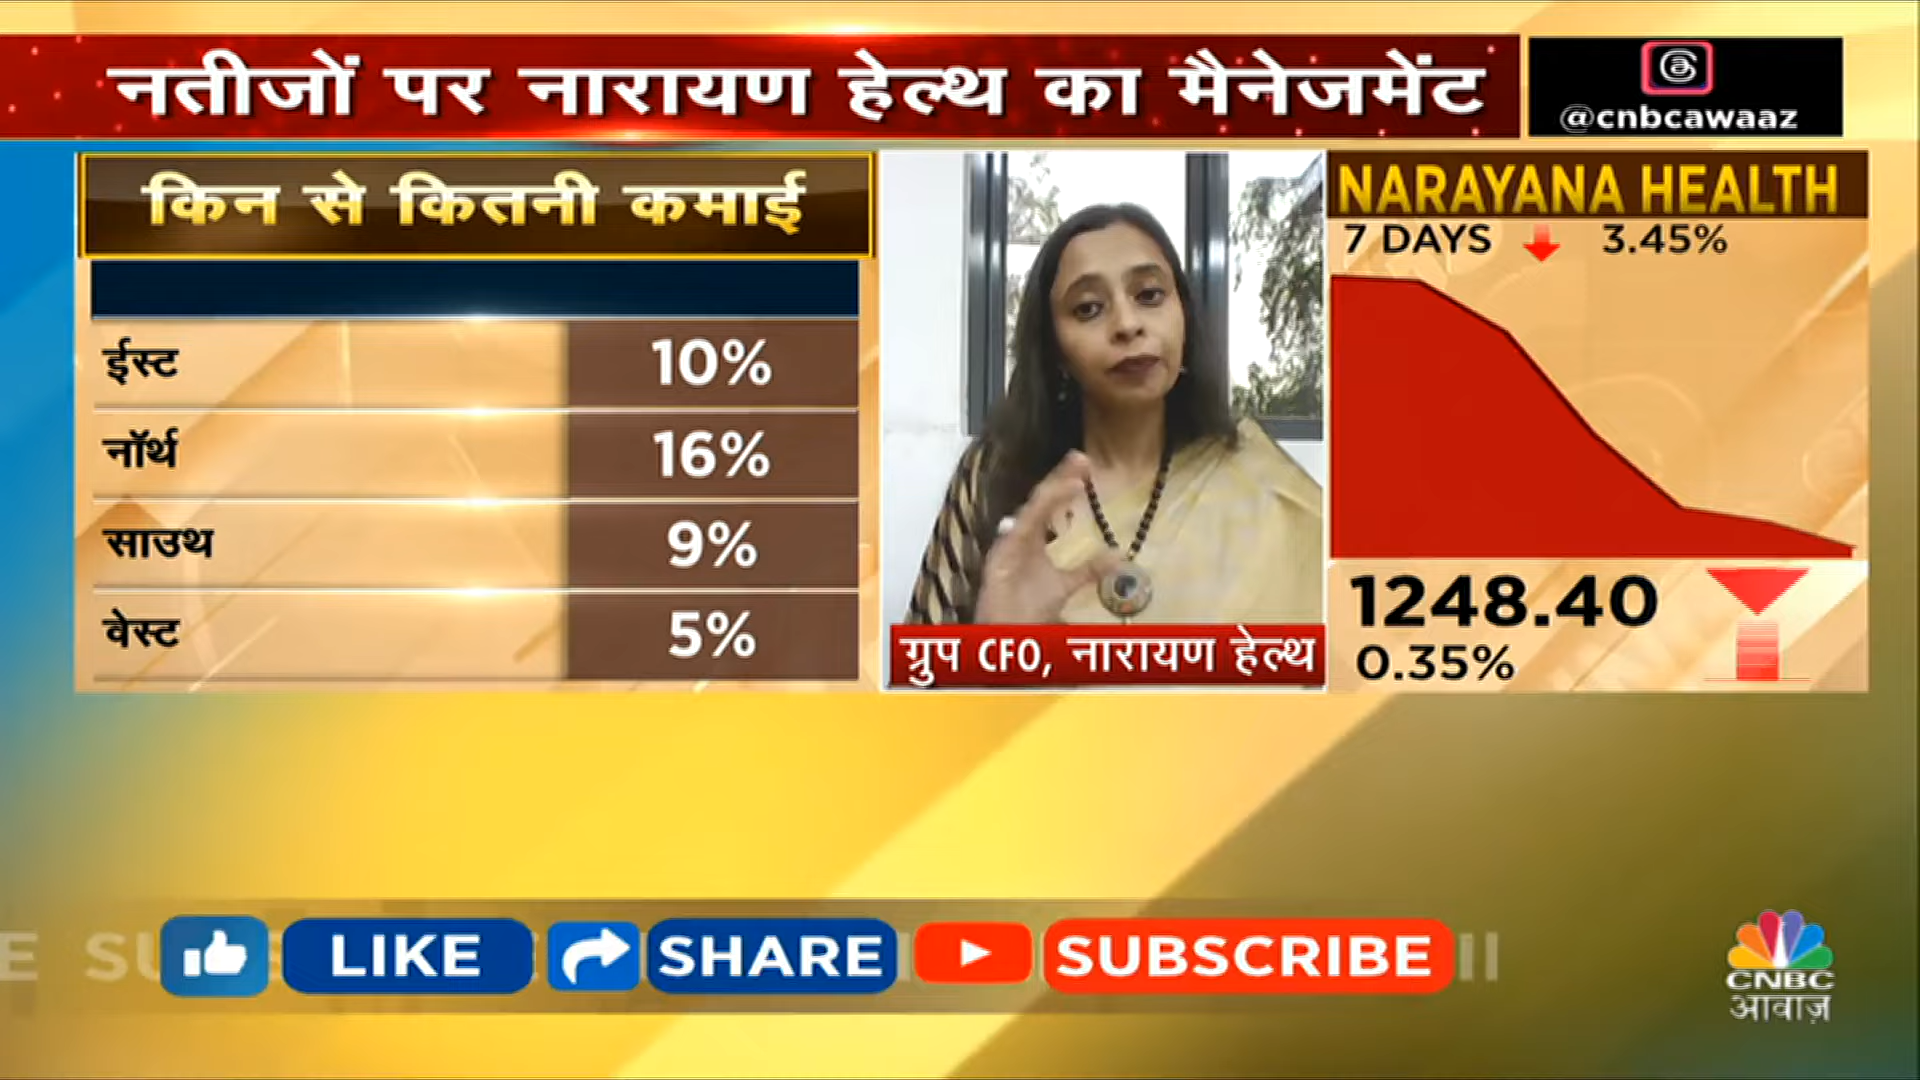 नतीजों पर नारायण हेल्थ का मैनेजमेंट
@cnbcawaaz
किन से कितनी कमाई
ईस्ट 10%
नॉर्थ 16%
साउथ 9%
वेस्ट 5%
ग्रुप CFO, नारायण हेल्थ
NARAYANA HEALTH
7 DAYS 3.45%
1248.40
0.35%
LIKE SHARE SUBSCRIBE
CNBC
आवाज़